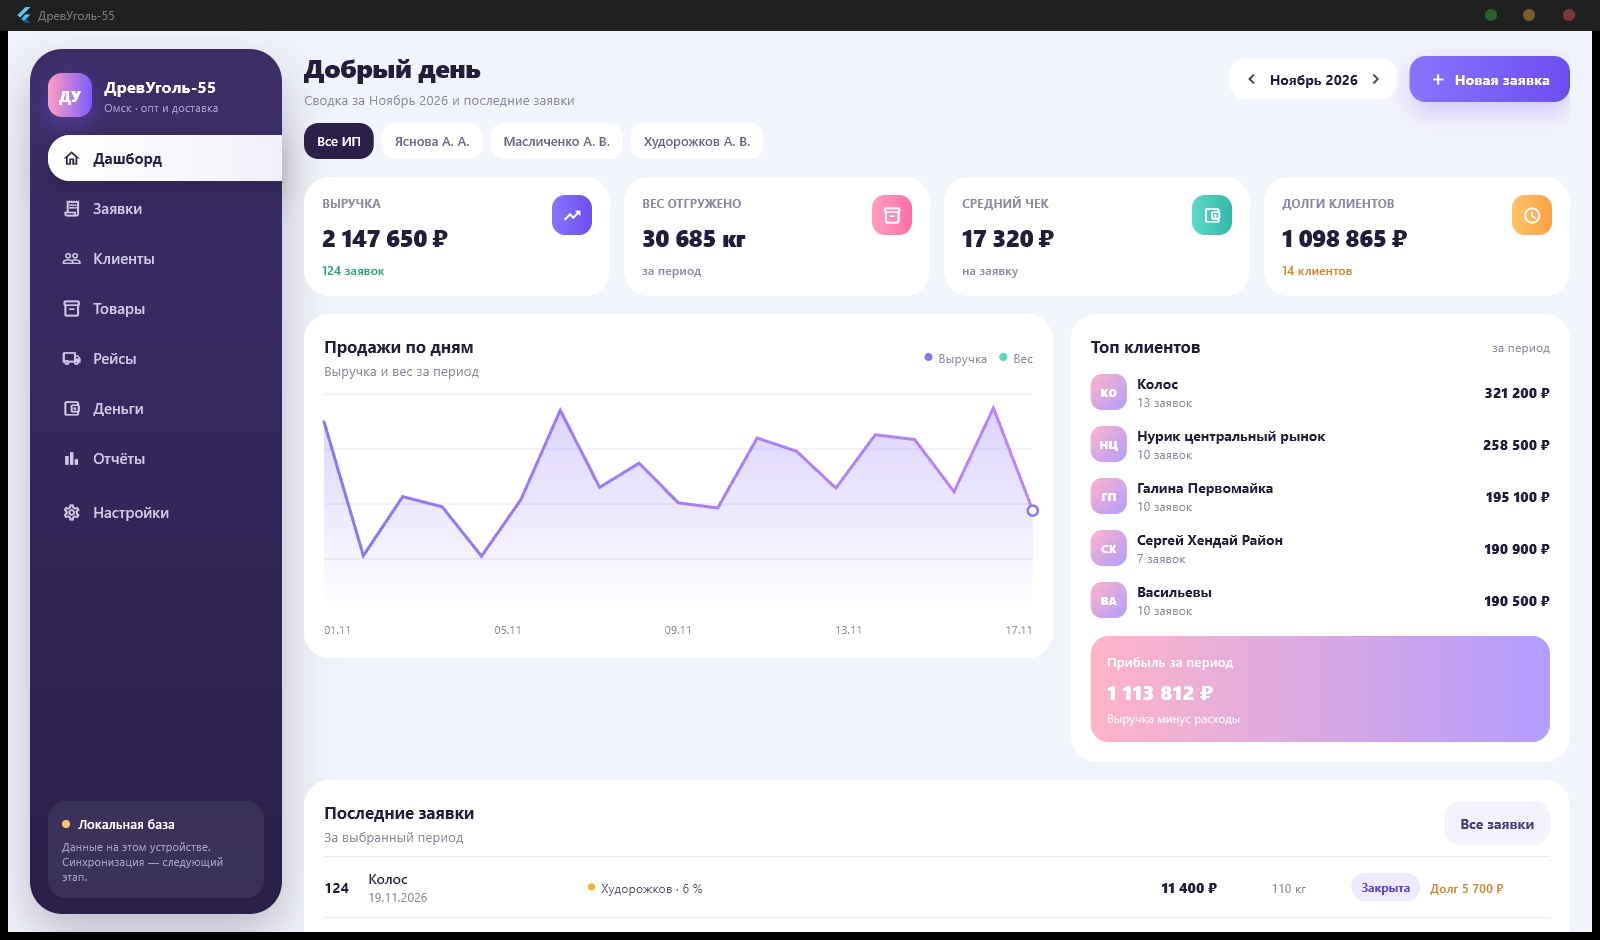 ДревУголь-55
ДУ
ДревУголь-55
Омск · опт и доставка
Дашборд
Заявки
Клиенты
Товары
Рейсы
Деньги
Отчёты
Настройки
Локальная база
Данные на этом устройстве.
Синхронизация — следующий
этап.
Добрый день
Сводка за Ноябрь 2026 и последние заявки
Ноябрь 2026
Новая заявка
Все ИП
Яснова А. А.
Масличенко А. В.
Худорожков А. В.
ВЫРУЧКА
2 147 650 ₽
124 заявок
ВЕС ОТГРУЖЕНО
30 685 кг
за период
СРЕДНИЙ ЧЕК
17 320 ₽
на заявку
ДОЛГИ КЛИЕНТОВ
1 098 865 ₽
14 клиентов
Продажи по дням
Выручка и вес за период
Выручка
Вес
01.11
05.11
09.11
13.11
17.11
Топ клиентов
за период
КО
Колос
13 заявок
321 200 ₽
НЦ
Нурик центральный рынок
10 заявок
258 500 ₽
ГП
Галина Первомайка
10 заявок
195 100 ₽
СХ
Сергей Хендай Район
7 заявок
190 900 ₽
ВА
Васильевы
10 заявок
190 500 ₽
Прибыль за период
1 113 812 ₽
Выручка минус расходы
Последние заявки
За выбранный период
Все заявки
124
Колос
19.11.2026
Художорков · 6 %
11 400 ₽
110 кг
Закрыта
Долг 5 700 ₽